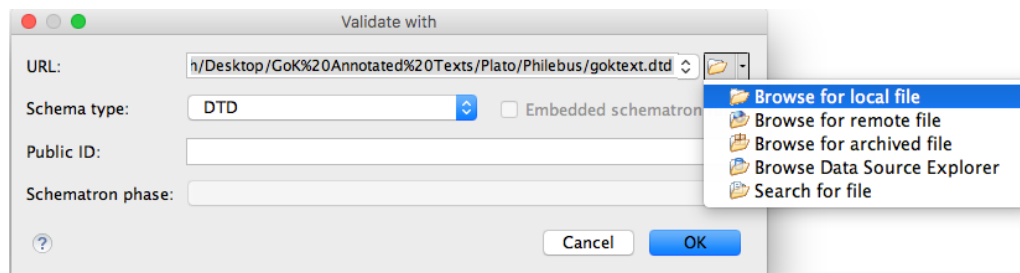 Validate with
URL:
n/Desktop/GoK%20Annotated%20Texts/Plato/Philebus/goktext.dtd
Schema type:
DTD
Embedded schematron
Public ID:
Schematron phase:
Browse for local file
Browse for remote file
Browse for archived file
Browse Data Source Explorer
Search for file
?
Cancel
OK